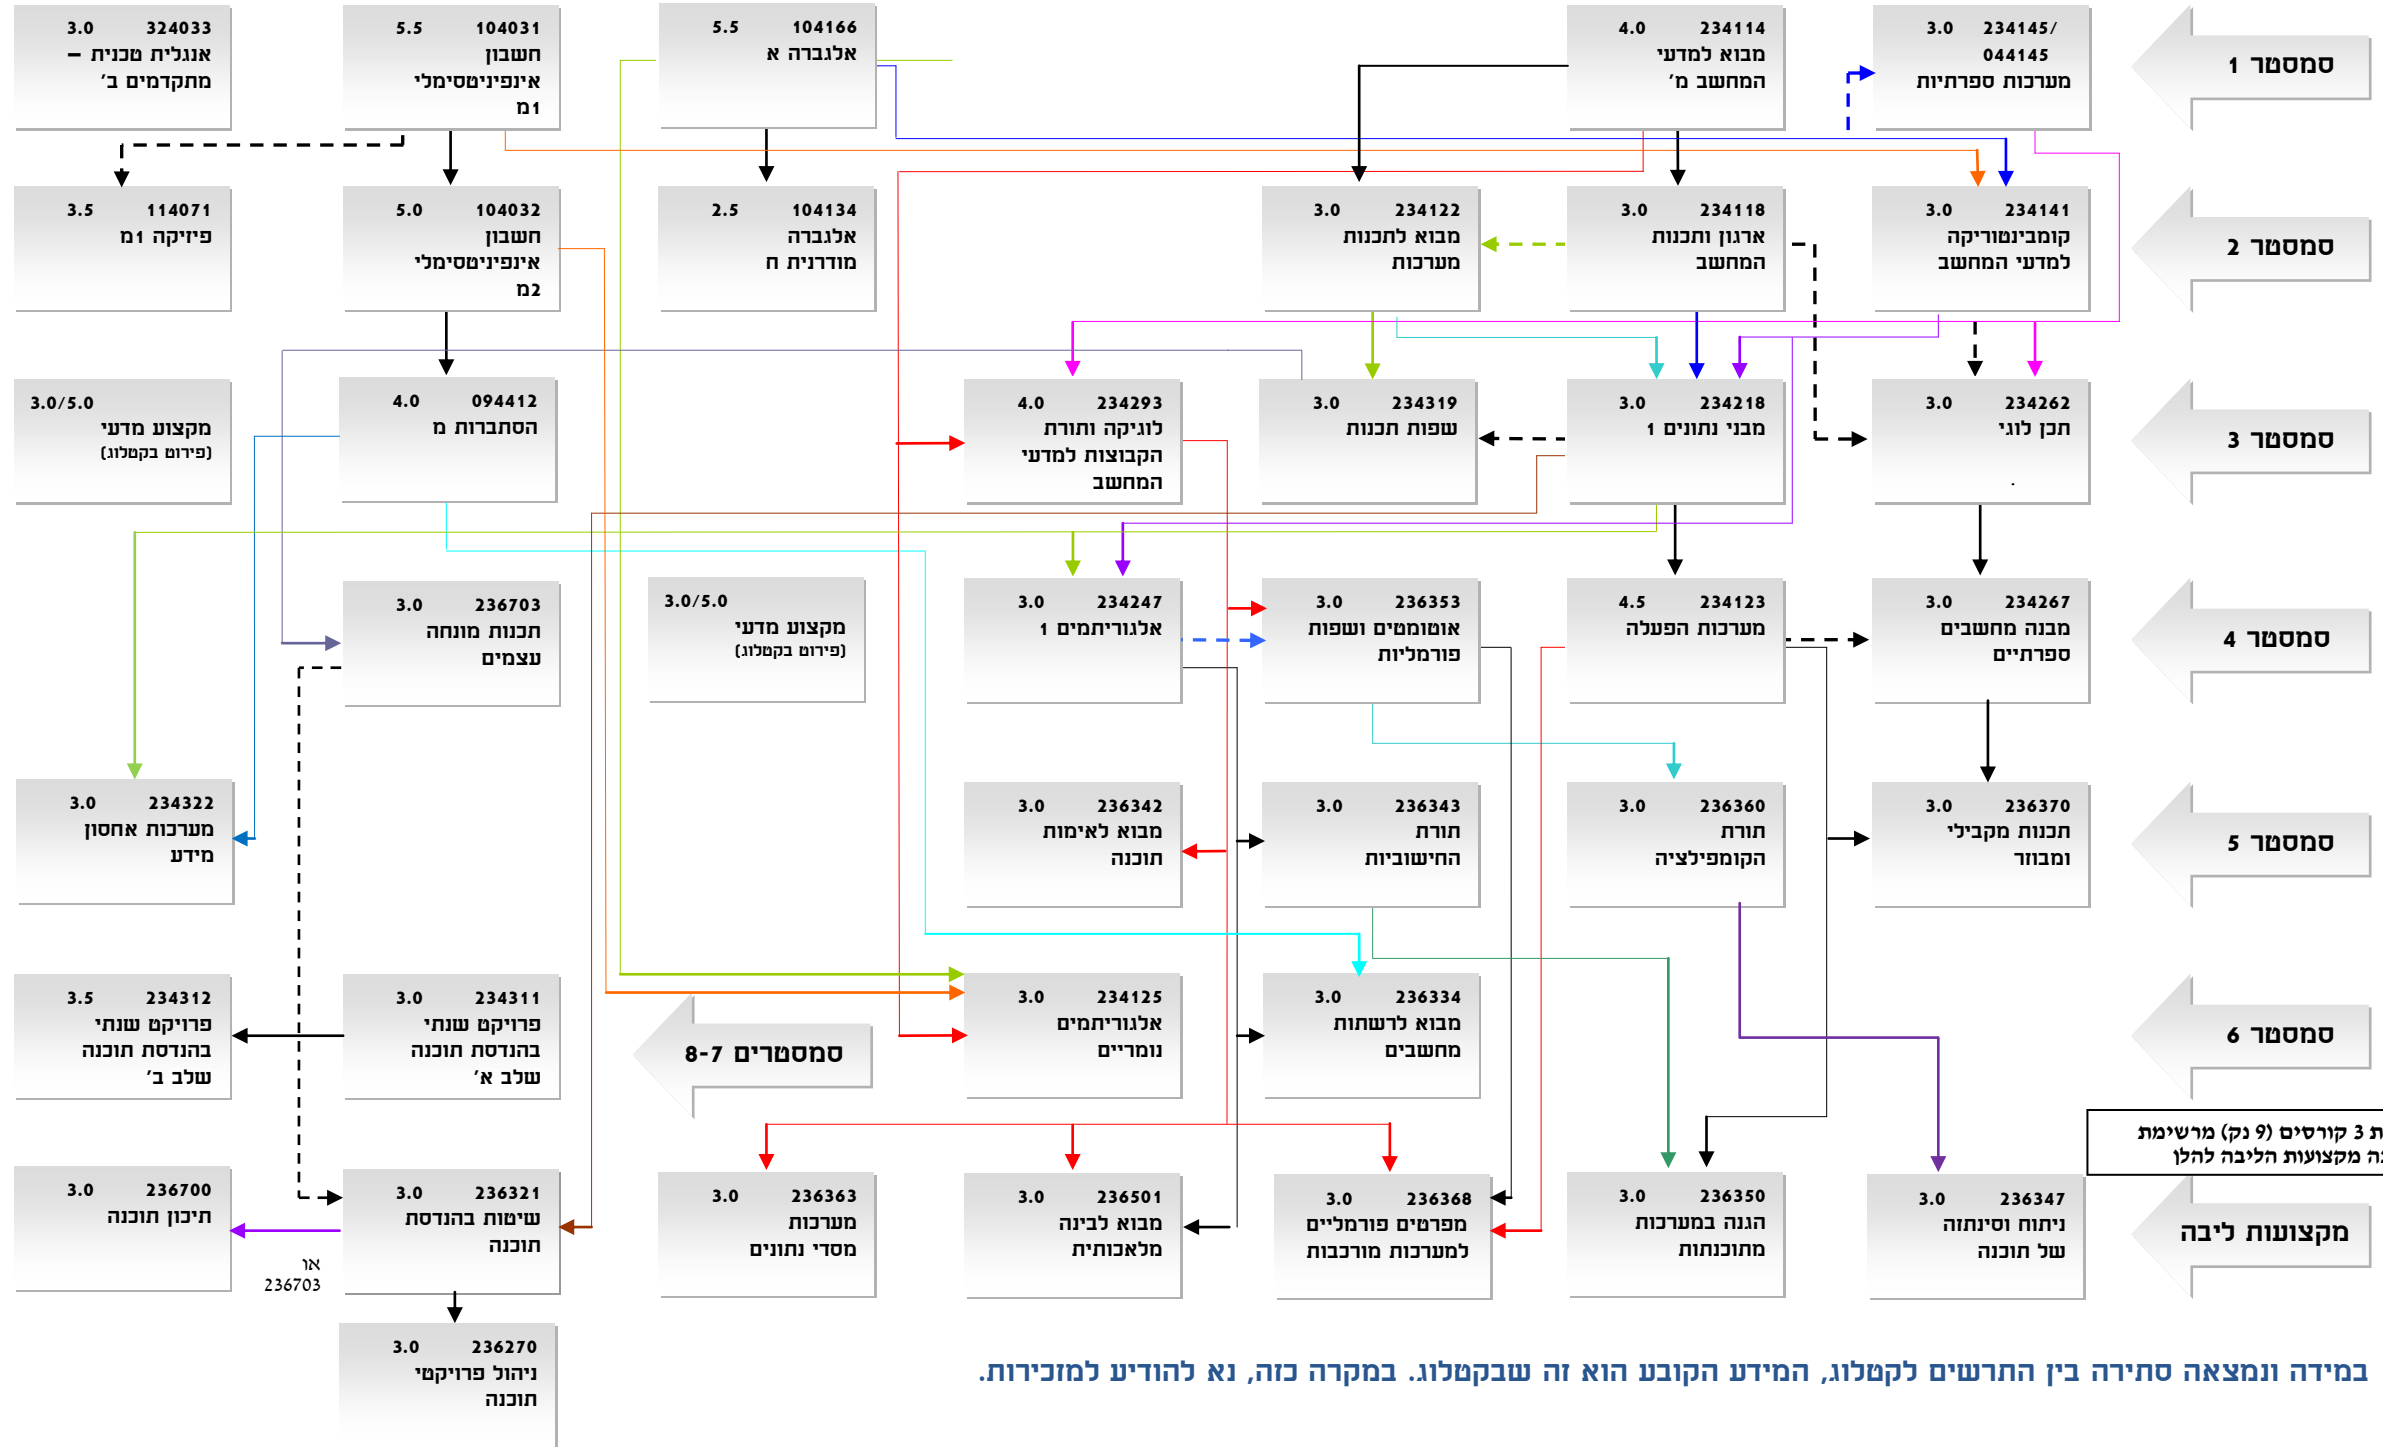 סמסטר 1
234145/ 3.0
044145
מערכות ספרתיות
234114 4.0
מבוא למדעי
המחשב מ'
104166 5.5
אלגברה א
104031 5.5
חשבון
אינפיניטסימלי
1מ
324033 3.0
אנגלית טכנית –
מתקדמים ב'
סמסטר 2
234141 3.0
קומבינטוריקה
למדעי המחשב
234118 3.0
ארגון ותכנות
המחשב
234122 3.0
מבוא לתכנות
מערכות
104134 2.5
אלגברה
מודרנית ח
104032 5.0
חשבון
אינפיניטסימלי
2מ
114071 3.5
פיזיקה 1מ
סמסטר 3
234262 3.0
תכן לוגי
.
234218 3.0
מבני נתונים 1
234319 3.0
שפות תכנות
234293 4.0
לוגיקה ותורת
הקבוצות למדעי
המחשב
094412 4.0
הסתברות מ
3.0/5.0
מקצוע מדעי
(פירוט בקטלוג)
סמסטר 4
234267 3.0
מבנה מחשבים
ספרתיים
234123 4.5
מערכות הפעלה
236353 3.0
אוטומטים ושפות
פורמליות
234247 3.0
אלגוריתמים 1
3.0/5.0
מקצוע מדעי
(פירוט בקטלוג)
236703 3.0
תכנות מונחה
עצמים
סמסטר 5
236370 3.0
תכנות מקבילי
ומבוזר
236360 3.0
תורת
הקומפילציה
236343 3.0
תורת
החישוביות
236342 3.0
מבוא לאימות
תוכנה
234322 3.0
מערכות אחסון
מידע
סמסטר 6
236334 3.0
מבוא לרשתות
מחשבים
234125 3.0
אלגוריתמים
נומריים
סמסטרים 8-7
234311 3.0
פרויקט שנתי
בהנדסת תוכנה
שלב א'
234312 3.5
פרויקט שנתי
בהנדסת תוכנה
שלב ב'
3 קורסים (9 נק) מרשימת
מקצועות הליבה להלן
מקצועות ליבה
236347 3.0
ניתוח וסינתזה
של תוכנה
236350 3.0
הגנה במערכות
מתוכנתות
236368 3.0
מפרטים פורמליים
למערכות מורכבות
236501 3.0
מבוא לבינה
מלאכותית
236363 3.0
מערכות
מסדי נתונים
236321 3.0
שיטות בהנדסת
תוכנה
או
236703
236700 3.0
תיכון תוכנה
236270 3.0
ניהול פרויקטי
תוכנה
במידה ונמצאה סתירה בין התרשים לקטלוג, המידע הקובע הוא זה שבקטלוג. במקרה כזה, נא להודיע למזכירות.